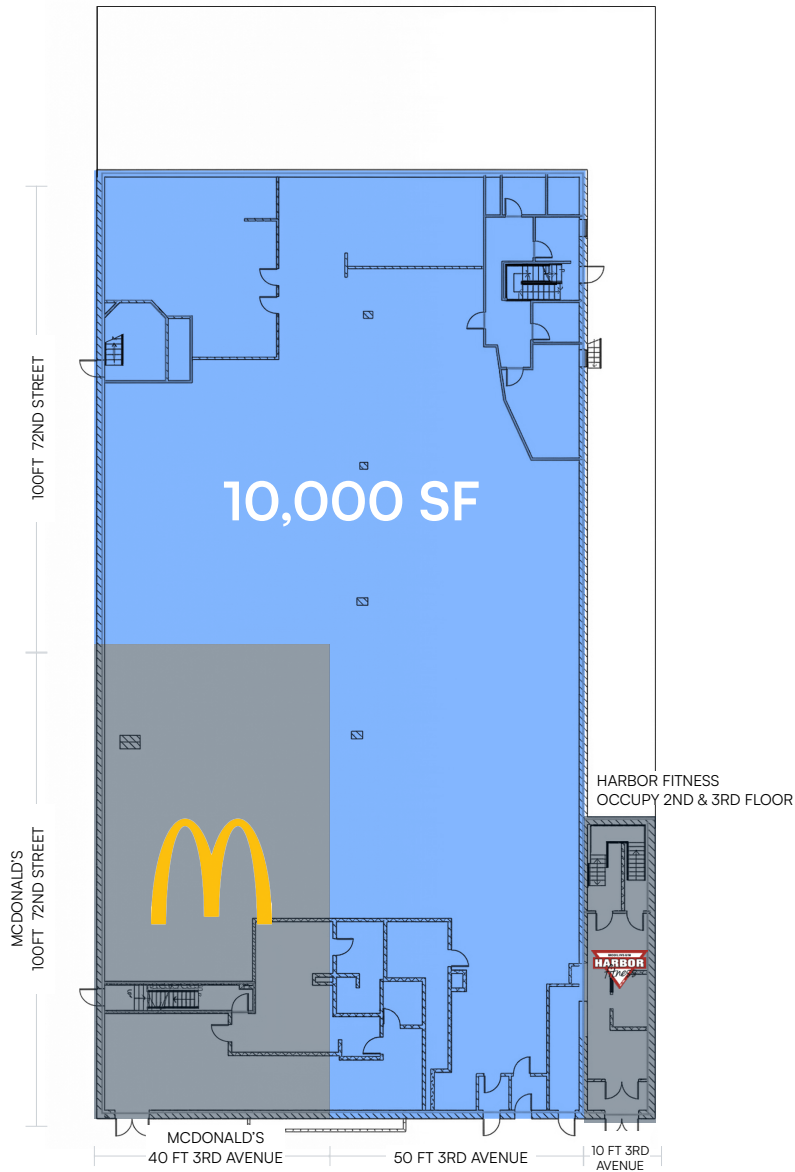 100FT  72ND STREET
10,000 SF
HARBOR FITNESS
OCCUPY 2ND & 3RD FLOOR
MCDONALD'S
100FT  72ND STREET
HARBOR
Fitness
MCDONALD'S
40 FT 3RD AVENUE
50 FT 3RD AVENUE
10 FT 3RD
AVENUE